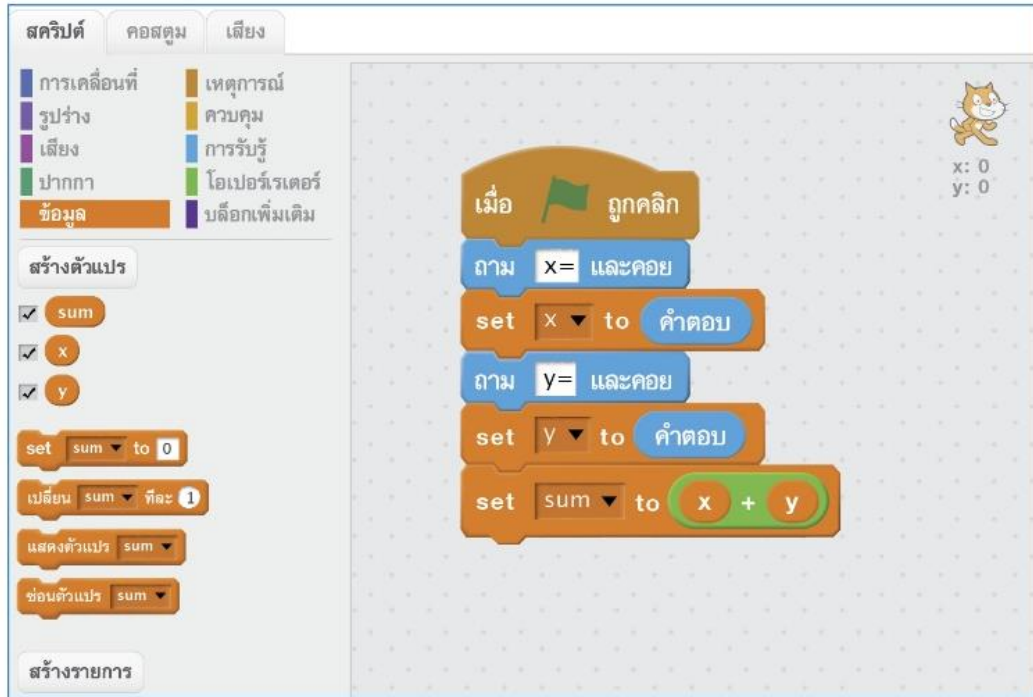 สคริปต์ คอสตูม เสียง
การเคลื่อนที่ เหตุการณ์
รูปร่าง ควบคุม
เสียง การรับรู้
ปากกา โอเปอร์เรเตอร์
ข้อมูล บล็อกเพิ่มเติม
สร้างตัวแปร
sum
x
y
set sum to 0
เปลี่ยน sum ทีละ 1
แสดงตัวแปร sum
ซ่อนตัวแปร sum
สร้างรายการ
เมื่อ ถูกคลิก
ถาม x= และคอย
set x to คำตอบ
ถาม y= และคอย
set y to คำตอบ
set sum to x + y
x: 0
y: 0